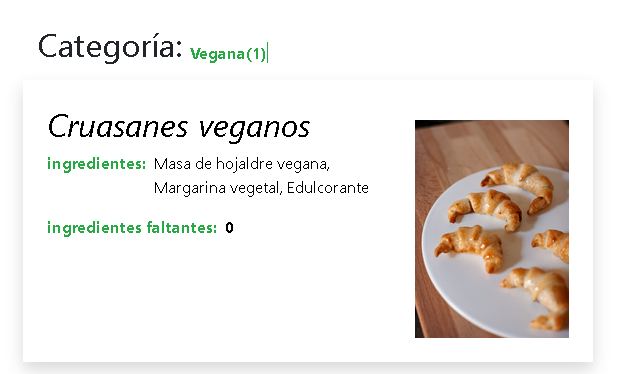 Categoría: Vegana(1)|
Cruasanes veganos
ingredientes: Masa de hojaldre vegana,
Margarina vegetal, Edulcorante
ingredientes faltantes: 0